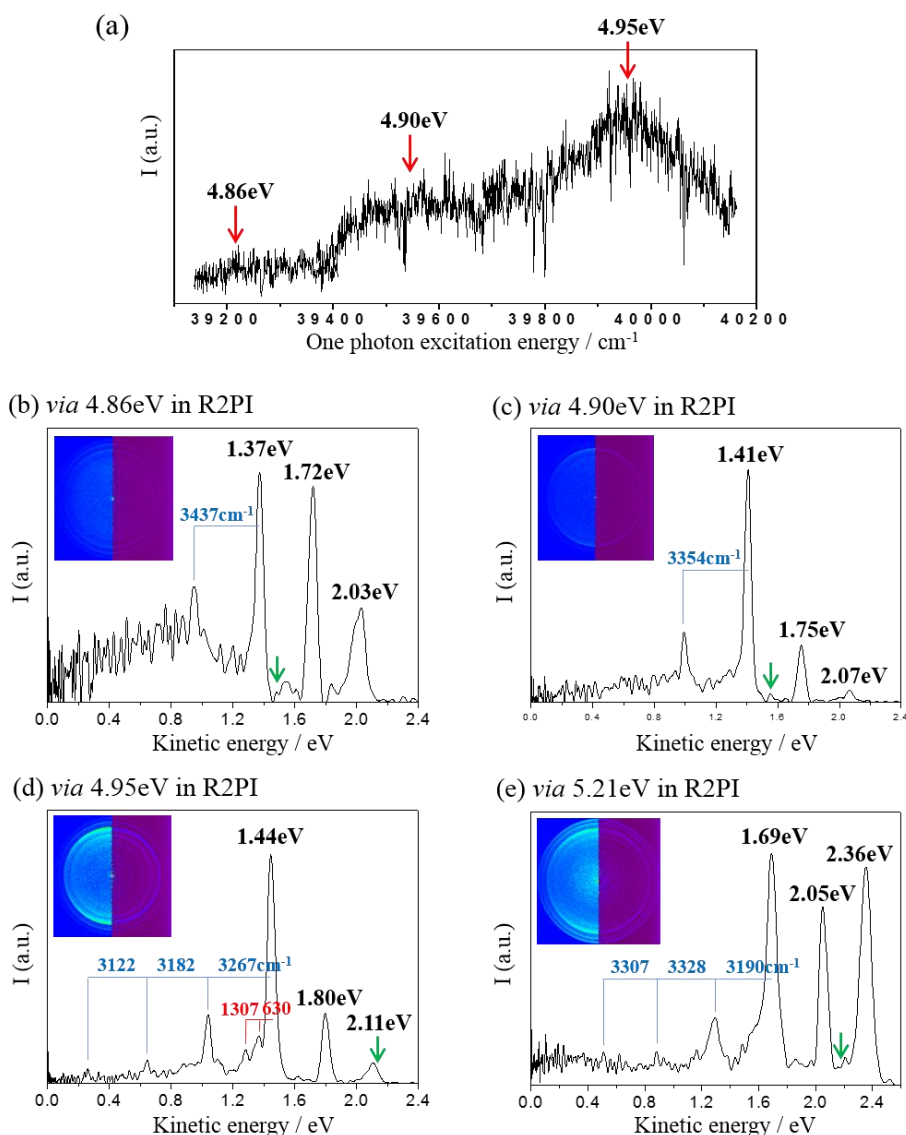 (a)
4.95eV
4.90eV
4.86eV
I (a.u.)
39200 39400 39600 39800 40000 40200
One photon excitation energy / cm-1
(b) via 4.86eV in R2PI
1.37eV
1.72eV
3437cm-1
2.03eV
I (a.u.)
0.0 0.4 0.8 1.2 1.6 2.0 2.4
Kinetic energy / eV
(c) via 4.90eV in R2PI
1.41eV
3354cm-1
1.75eV
2.07eV
I (a.u.)
0.0 0.4 0.8 1.2 1.6 2.0 2.4
Kinetic energy / eV
(d) via 4.95eV in R2PI
1.44eV
3122 3182 3267cm-1
1307 630
1.80eV
2.11eV
I (a.u.)
0.0 0.4 0.8 1.2 1.6 2.0 2.4
Kinetic energy / eV
(e) via 5.21eV in R2PI
1.69eV
2.36eV
2.05eV
3307 3328 3190cm-1
I (a.u.)
0.0 0.4 0.8 1.2 1.6 2.0 2.4
Kinetic energy / eV